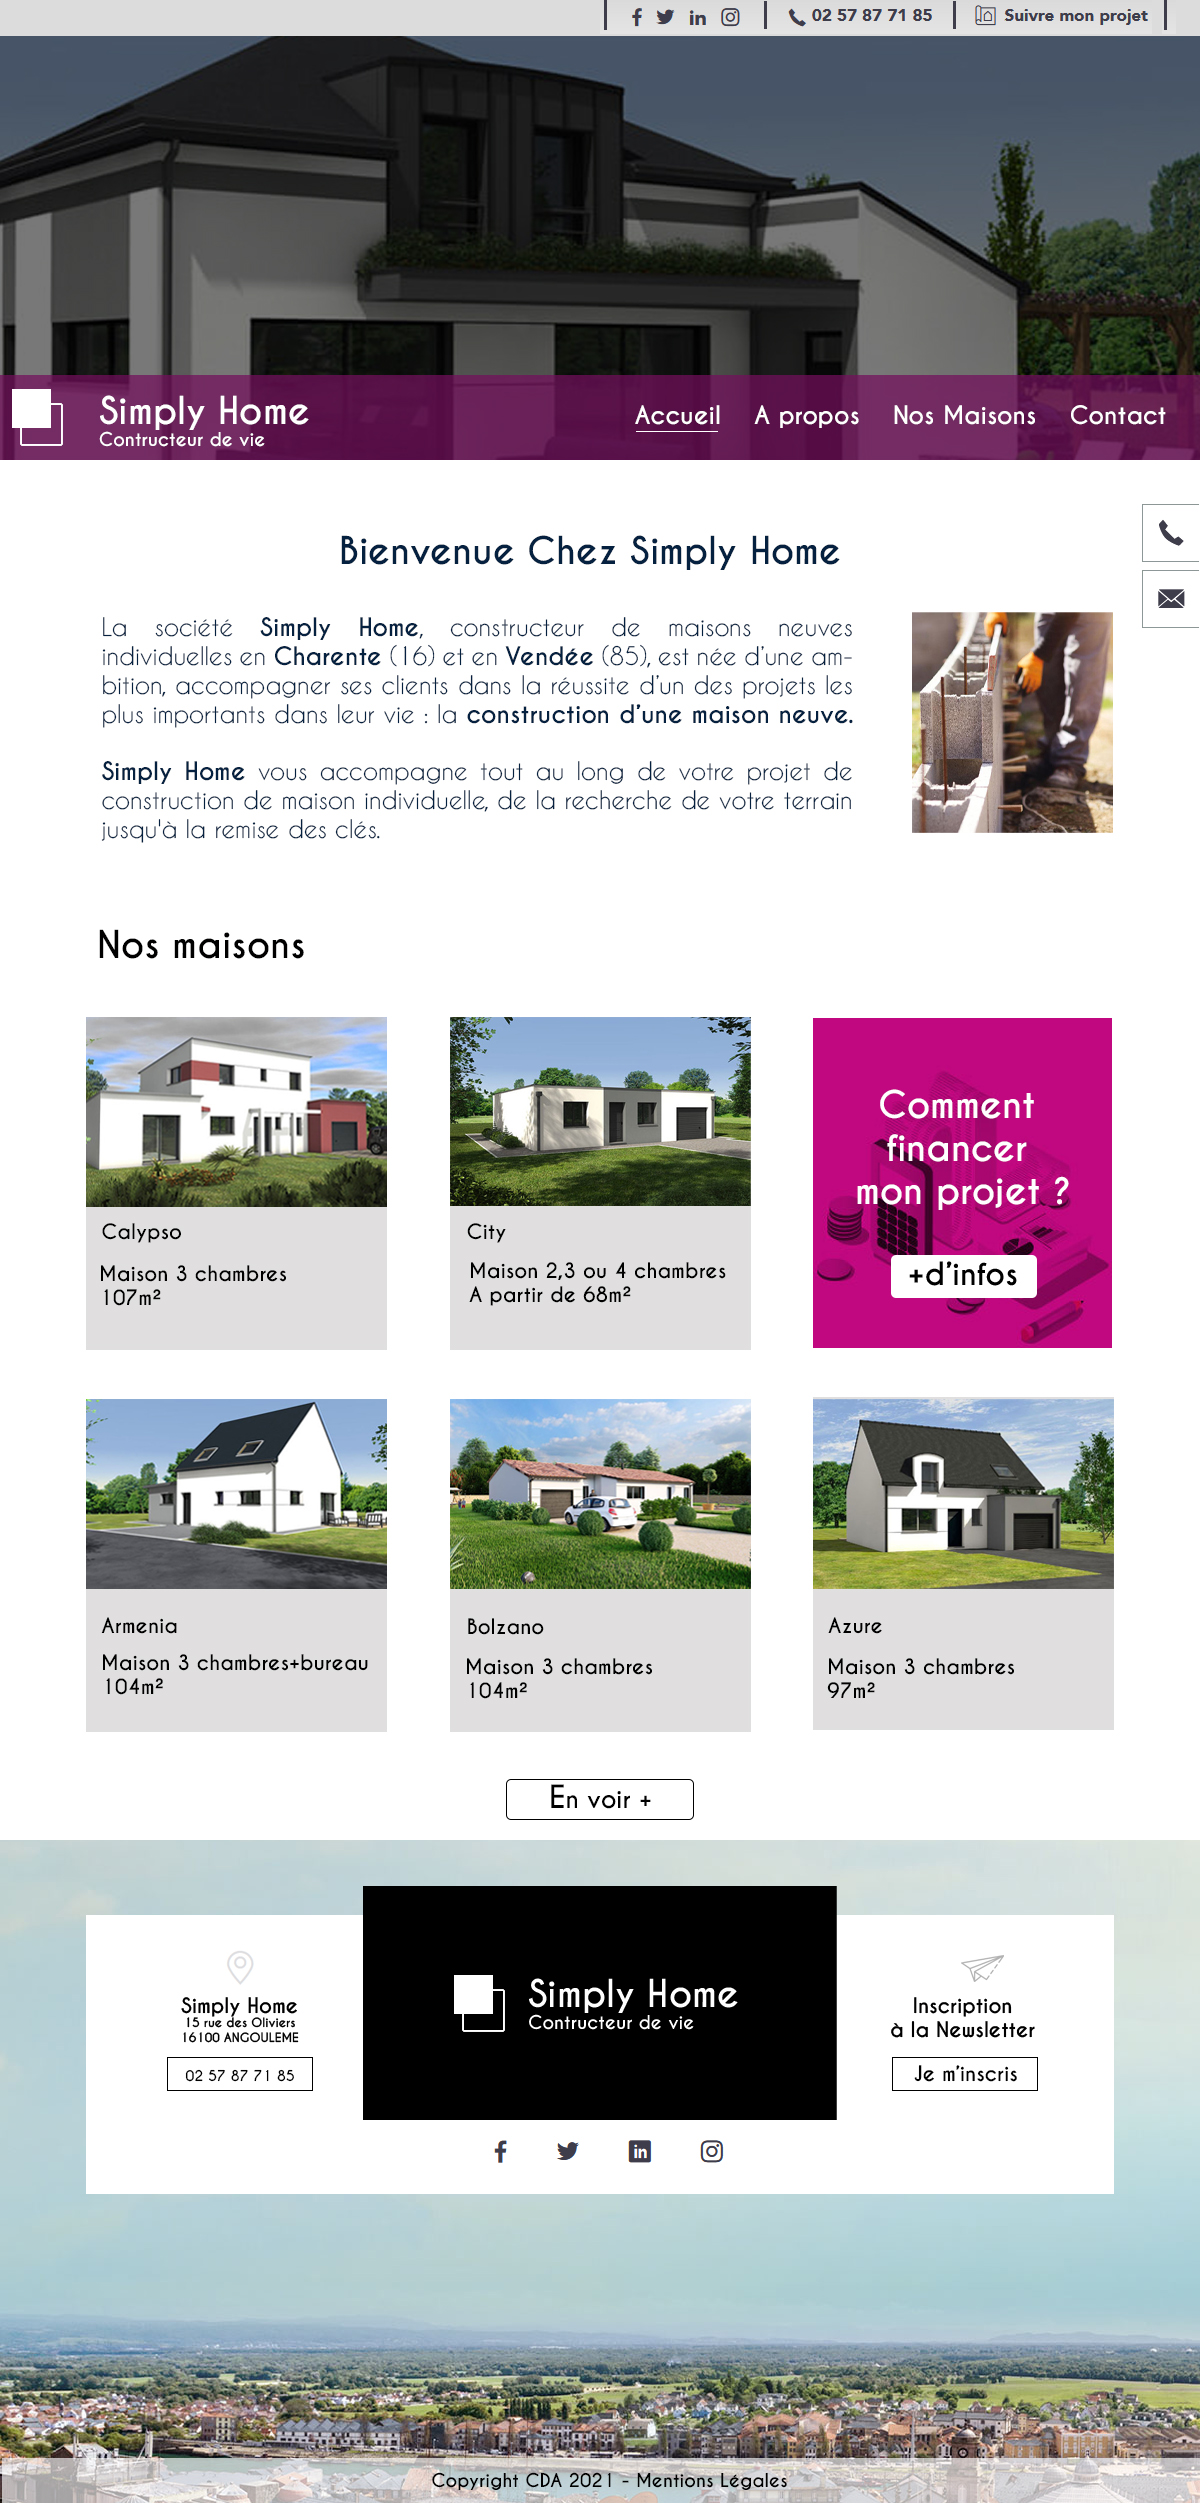 02 57 87 71 85
Suivre mon projet
Simply Home
Contructeur de vie
Accueil
A propos
Nos Maisons
Contact
Bienvenue Chez Simply Home
La société Simply Home, constructeur de maisons neuves
individuelles en Charente (16) et en Vendée (85), est née d’une am-
bition, accompagner ses clients dans la réussite d’un des projets les
plus importants dans leur vie : la construction d’une maison neuve.
Simply Home vous accompagne tout au long de votre projet de
construction de maison individuelle, de la recherche de votre terrain
jusqu'à la remise des clés.
Nos maisons
Calypso
Maison 3 chambres
107m²
City
Maison 2,3 ou 4 chambres
A partir de 68m²
Comment
financer
mon projet ?
+d’infos
Armenia
Maison 3 chambres+bureau
104m²
Bolzano
Maison 3 chambres
104m²
Azure
Maison 3 chambres
97m²
En voir +
Simply Home
15 rue des Oliviers
16100 ANGOULEME
02 57 87 71 85
Simply Home
Contructeur de vie
Inscription
à la Newsletter
Je m’inscris
Copyright CDA 2021 - Mentions Légales